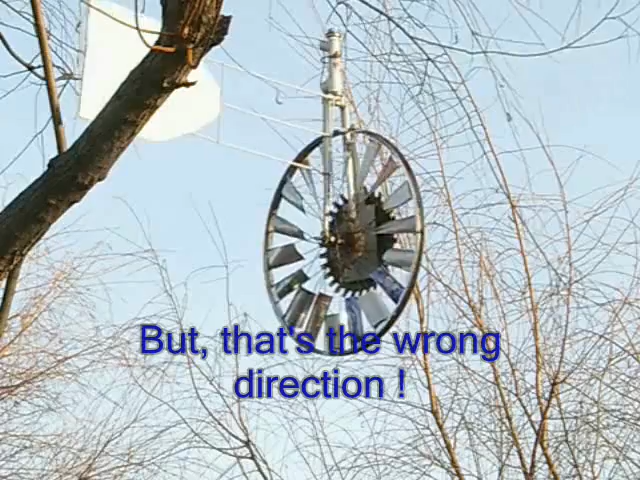 But, that's the wrong
direction !